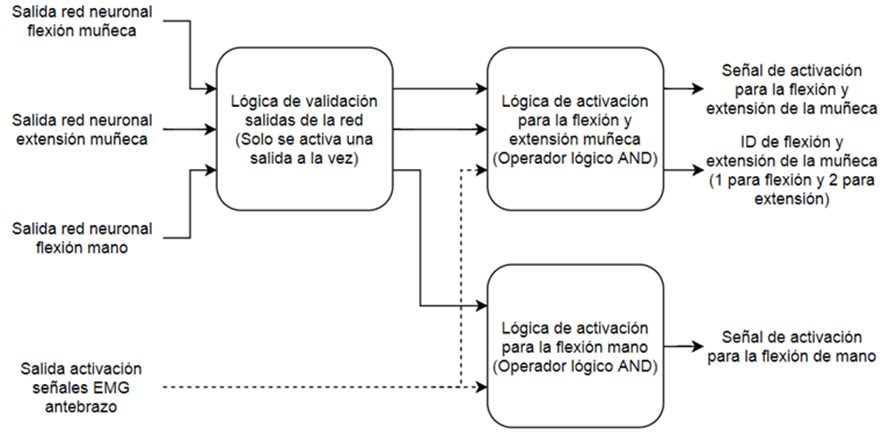 Salida red neuronal
flexión muñeca
Salida red neuronal
extensión muñeca
Salida red neuronal
flexión mano
Salida activación
señales EMG
antebrazo
Lógica de validación
salidas de la red
(Solo se activa una
salida a la vez)
Lógica de activación
para la flexión y
extensión muñeca
(Operador lógico AND)
Lógica de activación
para la flexión mano
(Operador lógico AND)
Señal de activación
para la flexión y
extensión de la muñeca
ID de flexión y
extensión de la muñeca
(1 para flexión y 2 para
extensión)
Señal de activación
para la flexión de mano